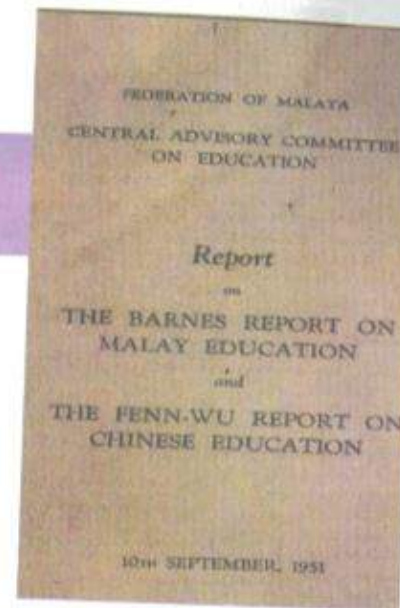 FEDERATION OF MALAYA
CENTRAL ADVISORY COMMITTEE
ON EDUCATION
Report
on
THE BARNES REPORT ON
MALAY EDUCATION
and
THE FENN-WU REPORT ON
CHINESE EDUCATION
10TH SEPTEMBER, 1951